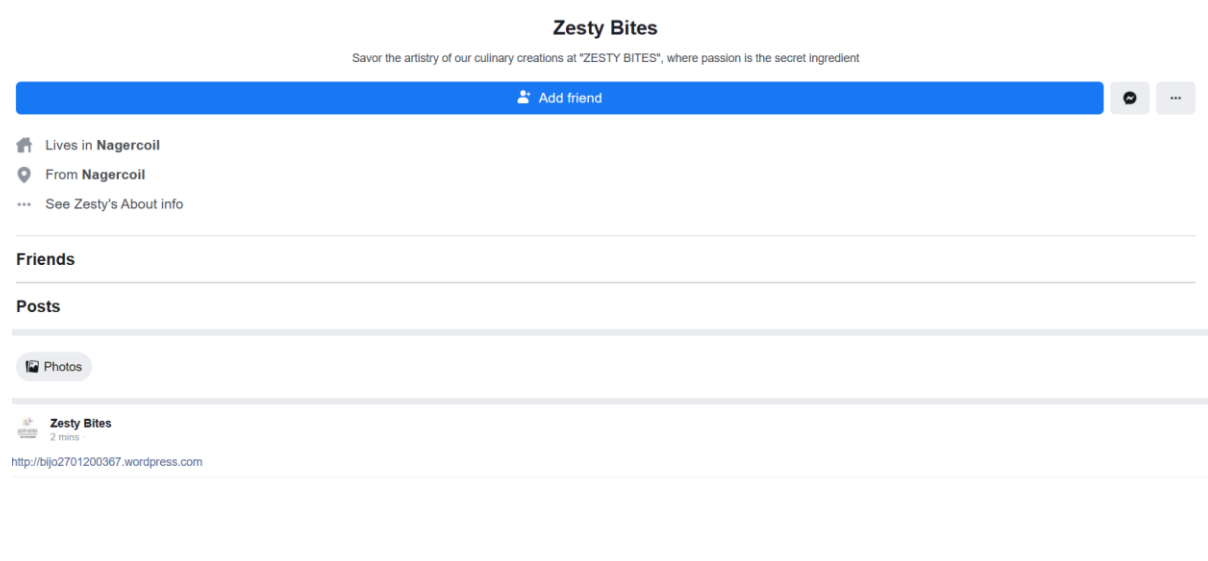 Zesty Bites
Savor the artistry of our culinary creations at "ZESTY BITES", where passion is the secret ingredient
Add friend
Lives in Nagercoil
From Nagercoil
See Zesty's About info
Friends
Posts
Photos
Zesty Bites
2 mins ·
http://bijo2701200367.wordpress.com